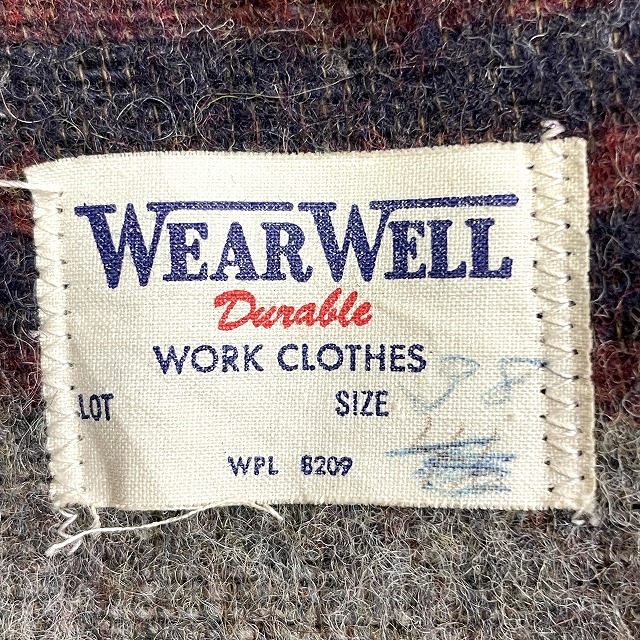 WEARWELL
Durable
WORK CLOTHES
LOT SIZE 38
WPL 8209